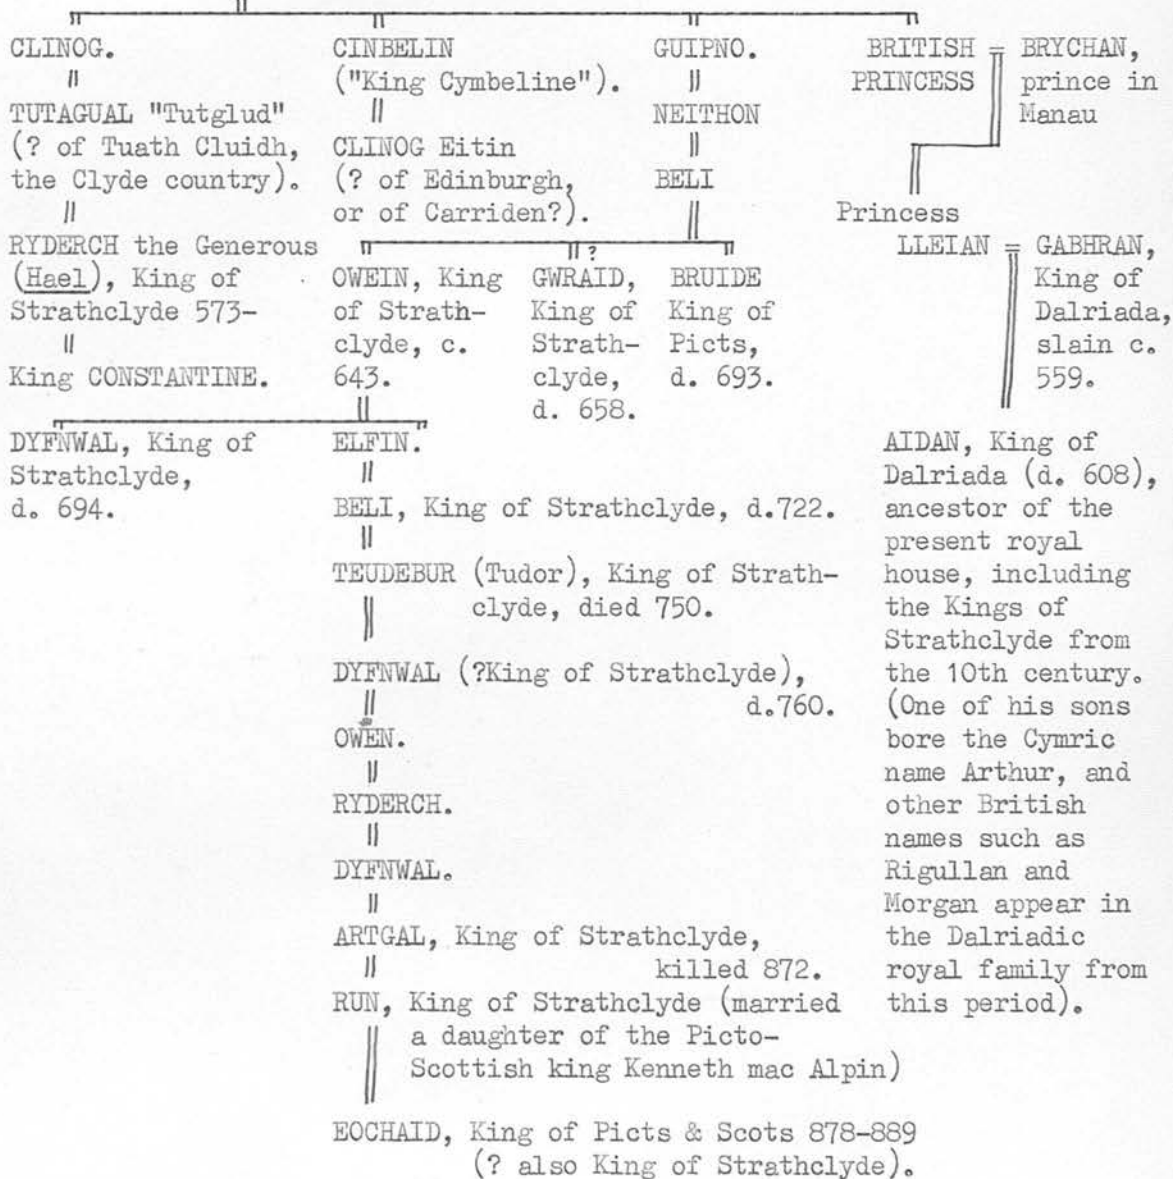 CLINOG.
TUTAGUAL "Tutglud"
(? of Tuath Cluidh,
the Clyde country).
RYDERCH the Generous
(Hael), King of
Strathclyde 573-
King CONSTANTINE.
CINBELIN
("King Cymbeline").
CLINOG Eitin
(? of Edinburgh,
or of Carriden?).
GUIPNO.
NEITHON
BELI
?
OWEIN, King
of Strath-
clyde, c.
643.
GWRAID,
King of
Strath-
clyde,
d. 658.
BRUIDE
King of
Picts,
d. 693.
BRITISH = BRYCHAN,
PRINCESS prince in
Manau
Princess
LLEIAN = GABHRAN,
King of
Dalriada,
slain c.
559.
DYFNWAL, King of
Strathclyde,
d. 694.
ELFIN.
BELI, King of Strathclyde, d.722.
TEUDEBUR (Tudor), King of Strath-
clyde, died 750.
DYFNWAL (?King of Strathclyde),
d.760.
OWEN.
RYDERCH.
DYFNWAL.
ARTGAL, King of Strathclyde,
killed 872.
RUN, King of Strathclyde (married
a daughter of the Picto-
Scottish king Kenneth mac Alpin)
EOCHAID, King of Picts & Scots 878-889
(? also King of Strathclyde).
AIDAN, King of
Dalriada (d. 608),
ancestor of the
present royal
house, including
the Kings of
Strathclyde from
the 10th century.
(One of his sons
bore the Cymric
name Arthur, and
other British
names such as
Rigullan and
Morgan appear in
the Dalriadic
royal family from
this period).